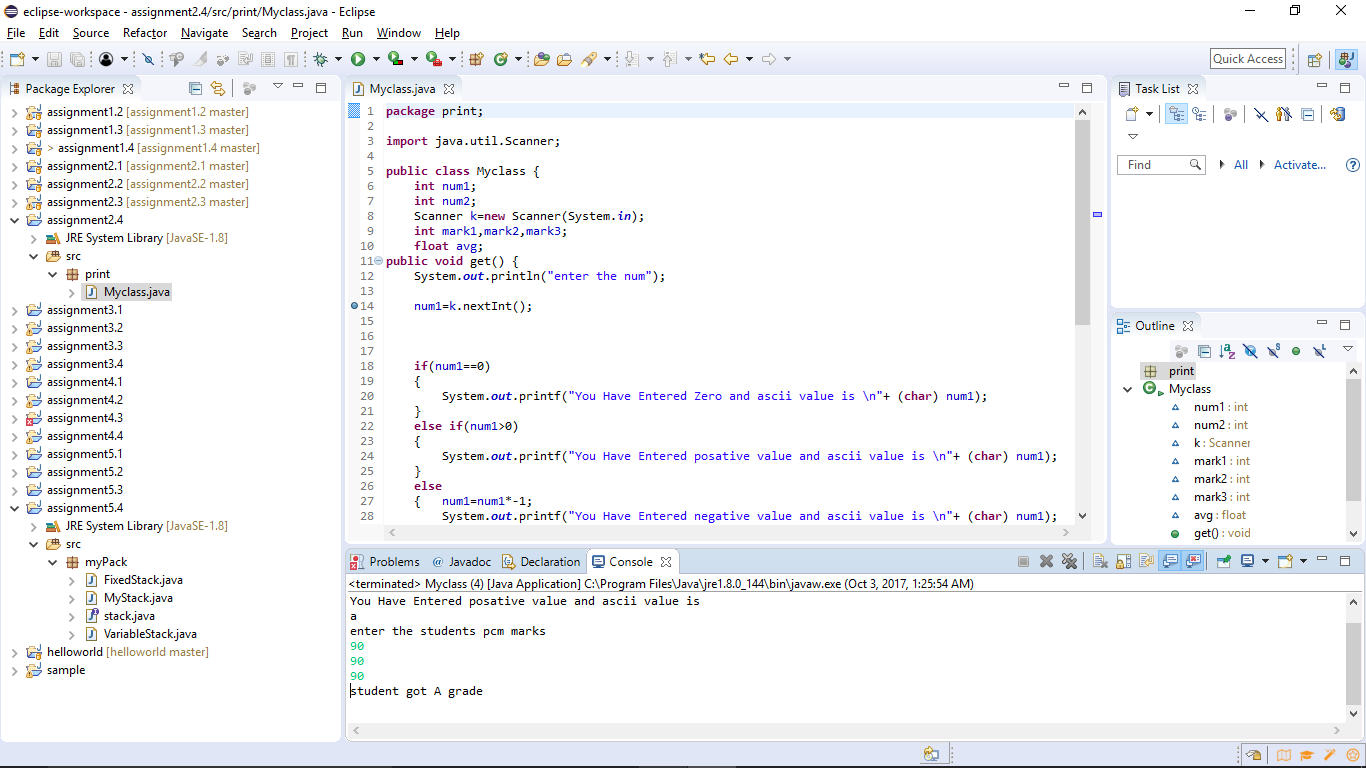 eclipse-workspace - assignment2.4/src/print/Myclass.java - Eclipse
File Edit Source Refactor Navigate Search Project Run Window Help
Quick Access
Package Explorer
assignment1.2 [assignment1.2 master]
assignment1.3 [assignment1.3 master]
> assignment1.4 [assignment1.4 master]
assignment2.1 [assignment2.1 master]
assignment2.2 [assignment2.2 master]
assignment2.3 [assignment2.3 master]
assignment2.4
JRE System Library [JavaSE-1.8]
src
print
Myclass.java
assignment3.1
assignment3.2
assignment3.3
assignment3.4
assignment4.1
assignment4.2
assignment4.3
assignment4.4
assignment5.1
assignment5.2
assignment5.3
assignment5.4
JRE System Library [JavaSE-1.8]
src
myPack
FixedStack.java
MyStack.java
stack.java
VariableStack.java
helloworld [helloworld master]
sample
Myclass.java
1 package print;
2
3 import java.util.Scanner;
4
5 public class Myclass {
6 int num1;
7 int num2;
8 Scanner k=new Scanner(System.in);
9 int mark1,mark2,mark3;
10 float avg;
11 public void get() {
12 System.out.println("enter the num");
13
14 num1=k.nextInt();
15
16
17
18 if(num1==0)
19 {
20 System.out.printf("You Have Entered Zero and ascii value is \n"+ (char) num1);
21 }
22 else if(num1>0)
23 {
24 System.out.printf("You Have Entered posative value and ascii value is \n"+ (char) num1);
25 }
26 else
27 { num1=num1*-1;
28 System.out.printf("You Have Entered negative value and ascii value is \n"+ (char) num1);
Task List
Find All Activate...
Outline
print
Myclass
num1 : int
num2 : int
k : Scanner
mark1 : int
mark2 : int
mark3 : int
avg : float
get() : void
Problems @ Javadoc Declaration Console
<terminated> Myclass (4) [Java Application] C:\Program Files\Java\jre1.8.0_144\bin\javaw.exe (Oct 3, 2017, 1:25:54 AM)
You Have Entered posative value and ascii value is
a
enter the students pcm marks
90
90
90
student got A grade